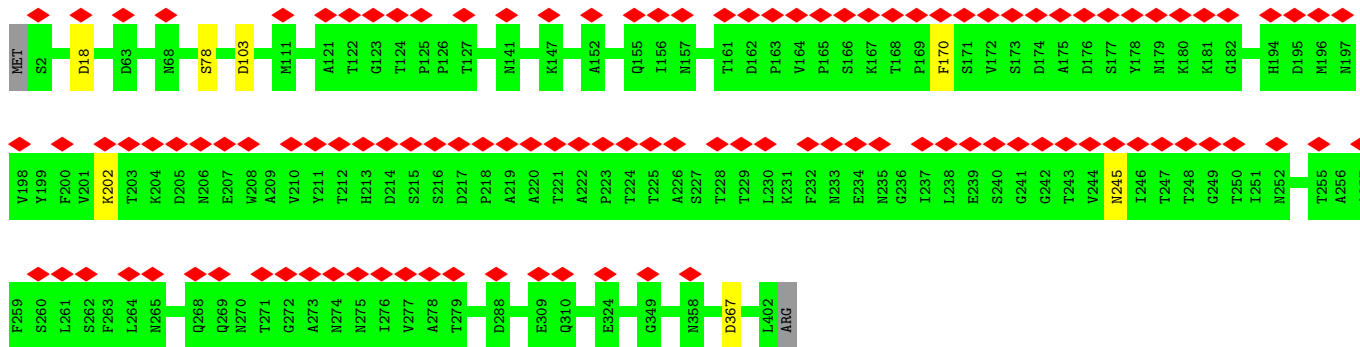 MET S2 D18 D63 N68 S78 D103 M111 A121 T122 G123 T124 P125 P126 T127 N141 K147 A152 Q155 I156 N157 T161 D162 P163 V164 P165 S166 K167 T168 P169 F170 S171 V172 S173 D174 A175 D176 S177 Y178 N179 K180 K181 G182 H194 D195 M196 N197
V198 Y199 F200 V201 K202 T203 K204 D205 N206 E207 W208 A209 V210 Y211 T212 H213 D214 S215 S216 D217 P218 A219 A220 T221 A222 P223 T224 T225 A226 S227 T228 T229 L230 K231 F232 N233 E234 N235 G236 I237 L238 E239 S240 G241 G242 T243 V244 N245 I246 T247 T248 G249 T250 I251 N252 T255 A256
F259 S260 L261 S262 F263 L264 N265 Q268 Q269 N270 T271 G272 A273 N274 N275 I276 V277 A278 T279 D288 E309 Q310 E324 G349 N358 D367 L402 ARG